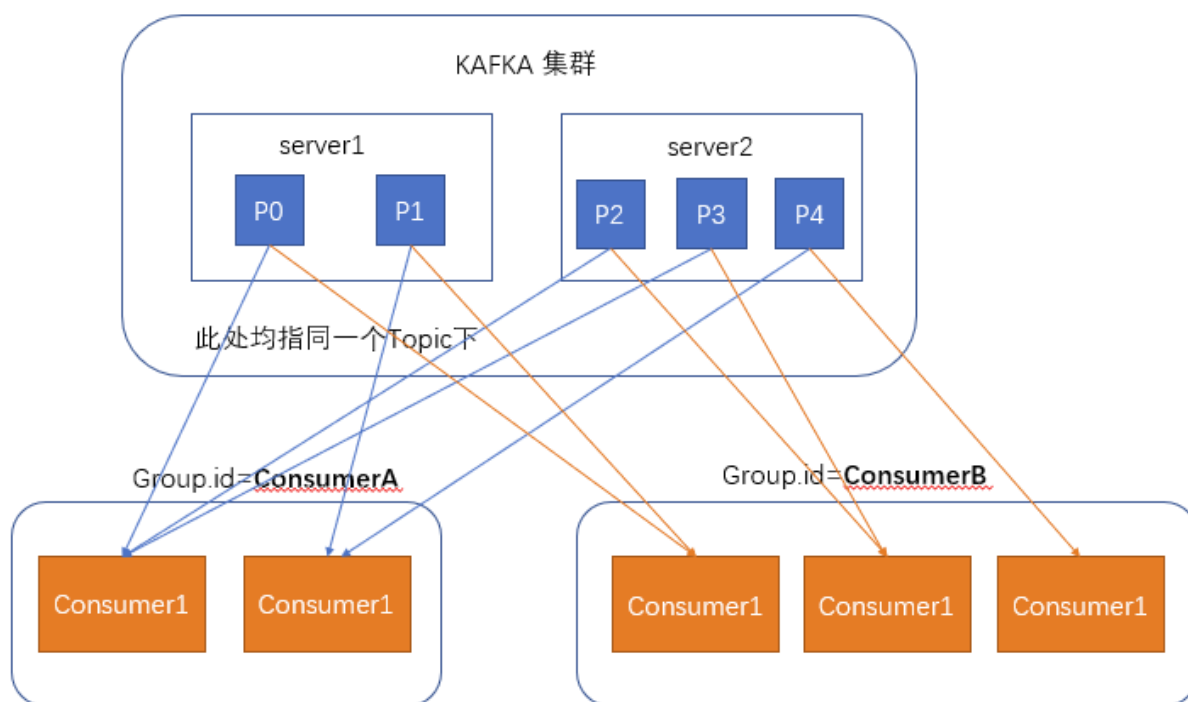 KAFKA 集群
server1
server2
P0
P1
P2
P3
P4
此处均指同一个Topic下
Group.id=ConsumerA
Group.id=ConsumerB
Consumer1
Consumer1
Consumer1
Consumer1
Consumer1